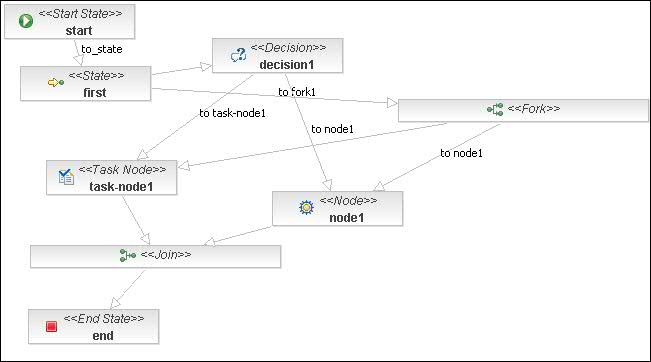 <<Start State>>
start
to_state
<<Decision>>
decision1
<<State>>
first
to fork1
<<Fork>>
to task-node1
to node1
to node1
<<Task Node>>
task-node1
<<Node>>
node1
<<Join>>
<<End State>>
end